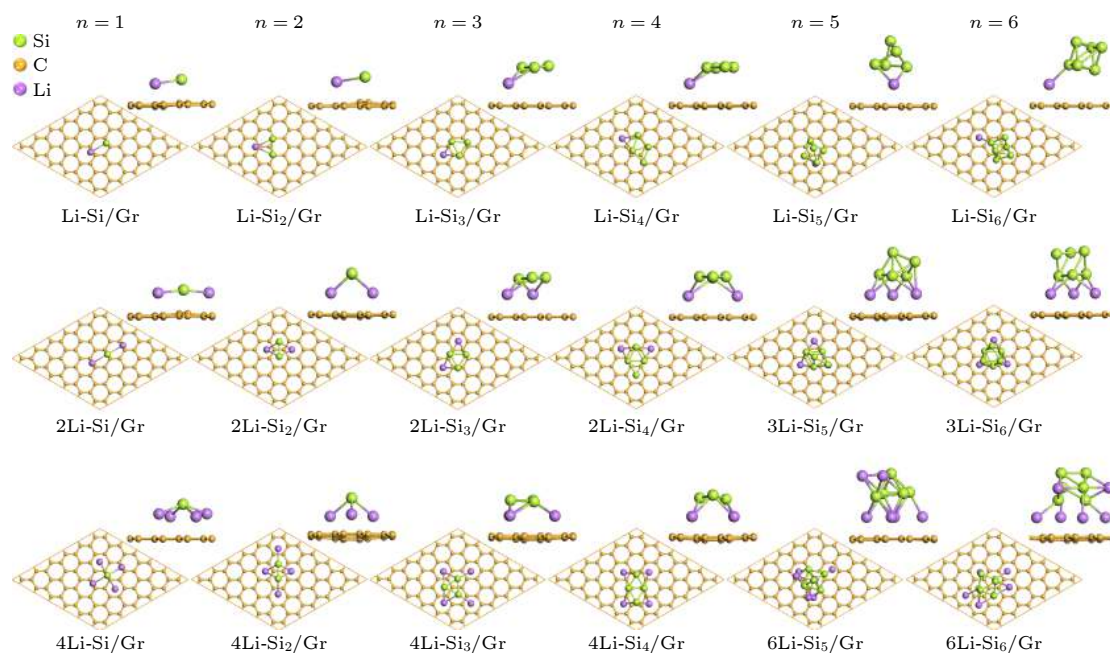 n = 1 n = 2 n = 3 n = 4 n = 5 n = 6
Si
C
Li
Li-Si/Gr Li-Si₂/Gr Li-Si₃/Gr Li-Si₄/Gr Li-Si₅/Gr Li-Si₆/Gr
2Li-Si/Gr 2Li-Si₂/Gr 2Li-Si₃/Gr 2Li-Si₄/Gr 3Li-Si₅/Gr 3Li-Si₆/Gr
4Li-Si/Gr 4Li-Si₂/Gr 4Li-Si₃/Gr 4Li-Si₄/Gr 6Li-Si₅/Gr 6Li-Si₆/Gr